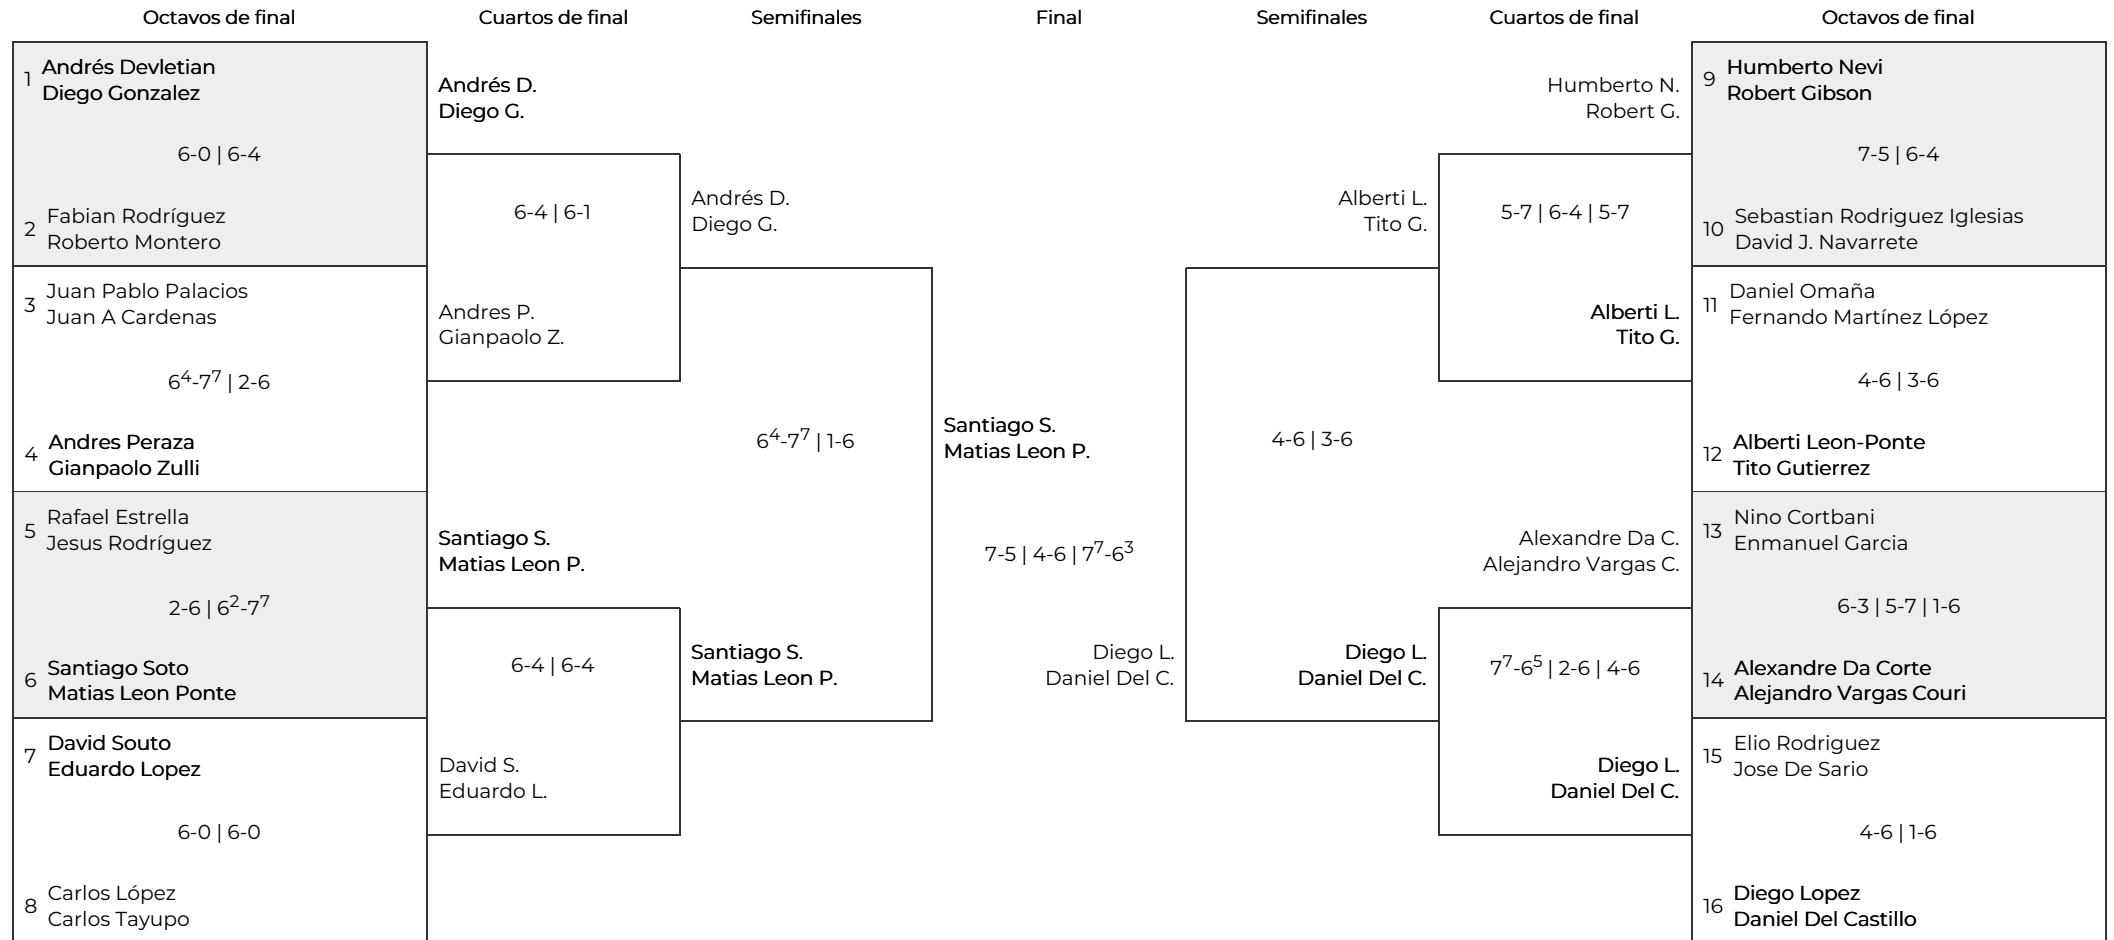 Octavos de final
Cuartos de final
Semifinales
Final
Semifinales
Cuartos de final
Octavos de final
1
Andrés Devletian
Diego Gonzalez
6-0 | 6-4
2
Fabian Rodríguez
Roberto Montero
3
Juan Pablo Palacios
Juan A Cardenas
6⁴-7⁷ | 2-6
4
Andres Peraza
Gianpaolo Zulli
5
Rafael Estrella
Jesus Rodríguez
2-6 | 6²-7⁷
6
Santiago Soto
Matias Leon Ponte
7
David Souto
Eduardo Lopez
6-0 | 6-0
8
Carlos López
Carlos Tayupo
Andrés D.
Diego G.
6-4 | 6-1
Andres P.
Gianpaolo Z.
Santiago S.
Matias Leon P.
6-4 | 6-4
David S.
Eduardo L.
Andrés D.
Diego G.
6⁴-7⁷ | 1-6
Santiago S.
Matias Leon P.
Santiago S.
Matias Leon P.
7-5 | 4-6 | 7⁷-6³
Diego L.
Daniel Del C.
Alberti L.
Tito G.
4-6 | 3-6
Diego L.
Daniel Del C.
Humberto N.
Robert G.
5-7 | 6-4 | 5-7
Alberti L.
Tito G.
Alexandre Da C.
Alejandro Vargas C.
7⁷-6⁵ | 2-6 | 4-6
Diego L.
Daniel Del C.
9
Humberto Nevi
Robert Gibson
7-5 | 6-4
10
Sebastian Rodriguez Iglesias
David J. Navarrete
11
Daniel Omaña
Fernando Martínez López
4-6 | 3-6
12
Alberti Leon-Ponte
Tito Gutierrez
13
Nino Cortbani
Enmanuel Garcia
6-3 | 5-7 | 1-6
14
Alexandre Da Corte
Alejandro Vargas Couri
15
Elio Rodriguez
Jose De Sario
4-6 | 1-6
16
Diego Lopez
Daniel Del Castillo